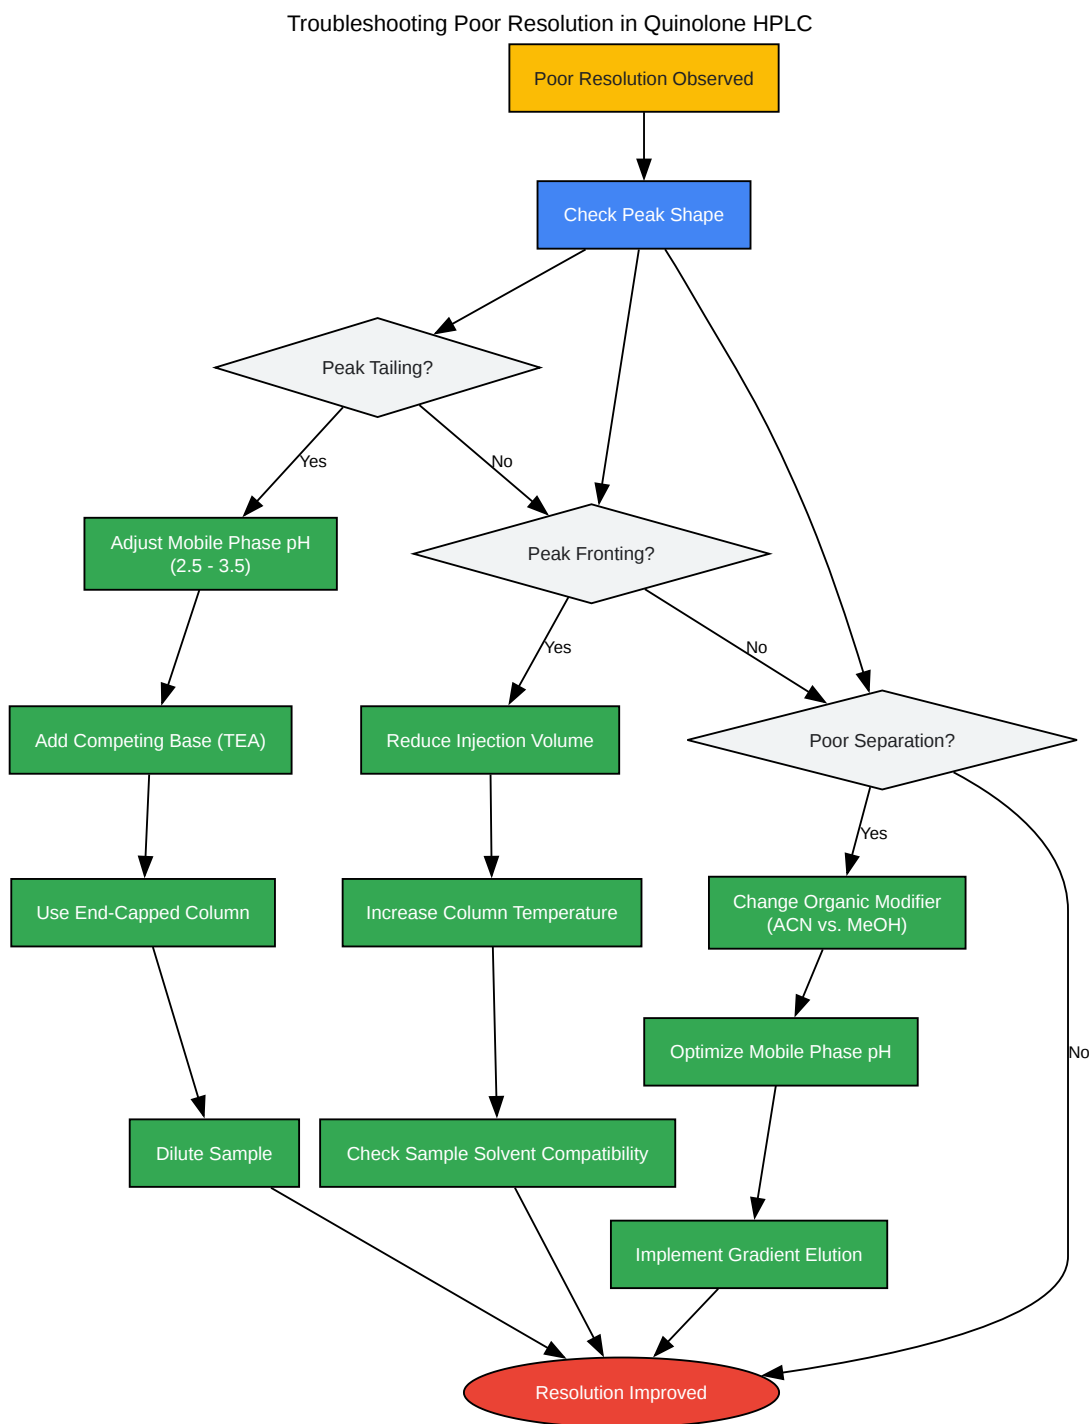 Troubleshooting Poor Resolution in Quinolone HPLC
Poor Resolution Observed
Check Peak Shape
Peak Tailing?
Yes
No
Adjust Mobile Phase pH
(2.5 - 3.5)
Peak Fronting?
Yes
No
Add Competing Base (TEA)
Reduce Injection Volume
Poor Separation?
Yes
Use End-Capped Column
Increase Column Temperature
Change Organic Modifier
(ACN vs. MeOH)
Optimize Mobile Phase pH
No
Dilute Sample
Check Sample Solvent Compatibility
Implement Gradient Elution
Resolution Improved